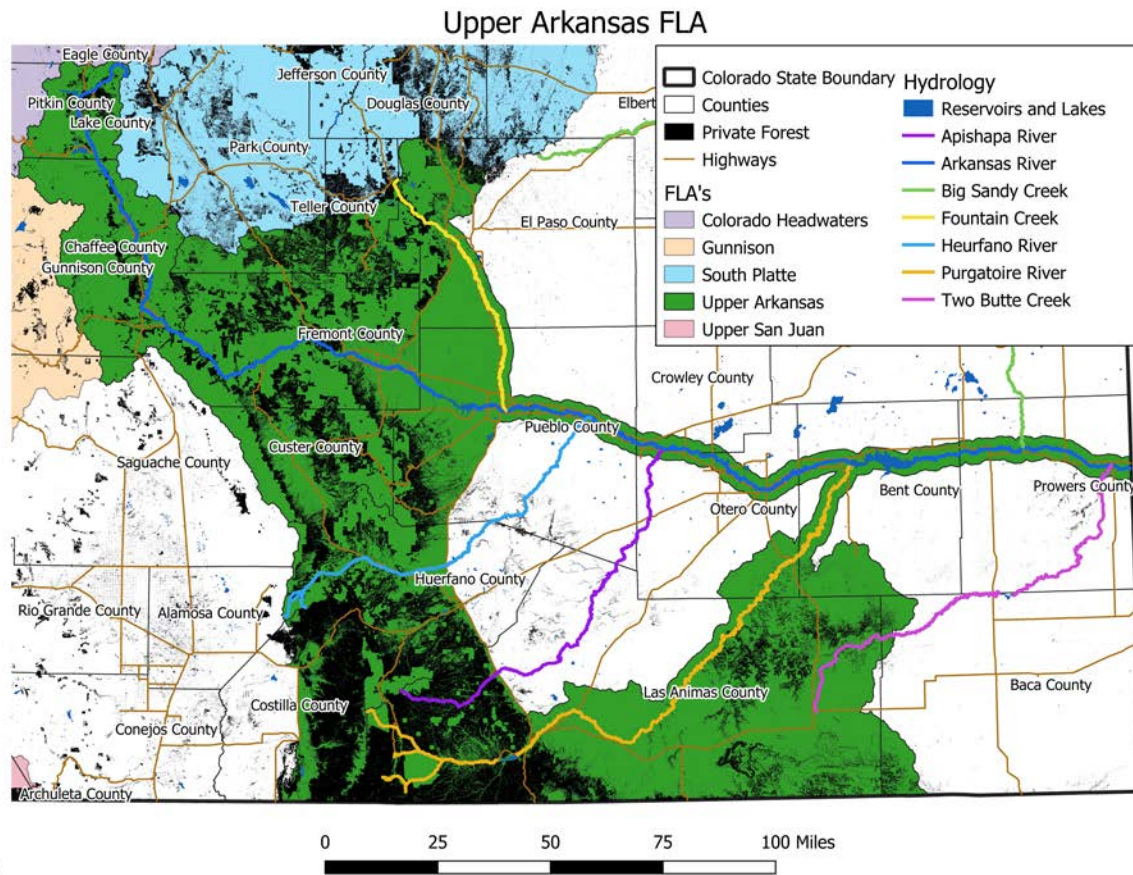 Upper Arkansas FLA
Colorado State Boundary
Counties
Private Forest
Highways
FLA's
Colorado Headwaters
Gunnison
South Platte
Upper Arkansas
Upper San Juan
Hydrology
Reservoirs and Lakes
Apishapa River
Arkansas River
Big Sandy Creek
Fountain Creek
Heurfano River
Purgatoire River
Two Butte Creek
Eagle County
Jefferson County
Pitkin County
Douglas County
Elbert
Lake County
Park County
Teller County
El Paso County
Chaffee County
Gunnison County
Fremont County
Crowley County
Pueblo County
Custer County
Saguache County
Bent County
Prowers County
Otero County
Huerfano County
Rio Grande County
Alamosa County
Las Animas County
Baca County
Costilla County
Conejos County
Archuleta County
0 25 50 75 100 Miles